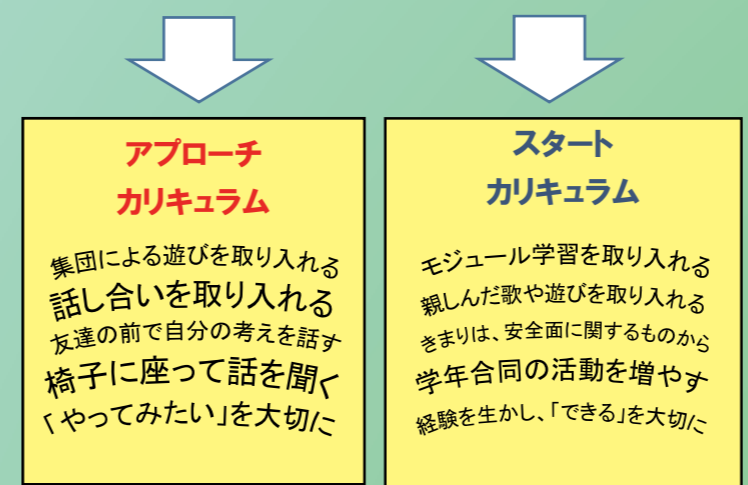 アプローチ
カリキュラム
集団による遊びを取り入れる
話し合いを取り入れる
友達の前で自分の考えを話す
椅子に座って話を聞く
「やってみたい」を大切に
スタート
カリキュラム
モジュール学習を取り入れる
親しんだ歌や遊びを取り入れる
きまりは、安全面に関するものから
学年合同の活動を増やす
経験を生かし、「できる」を大切に